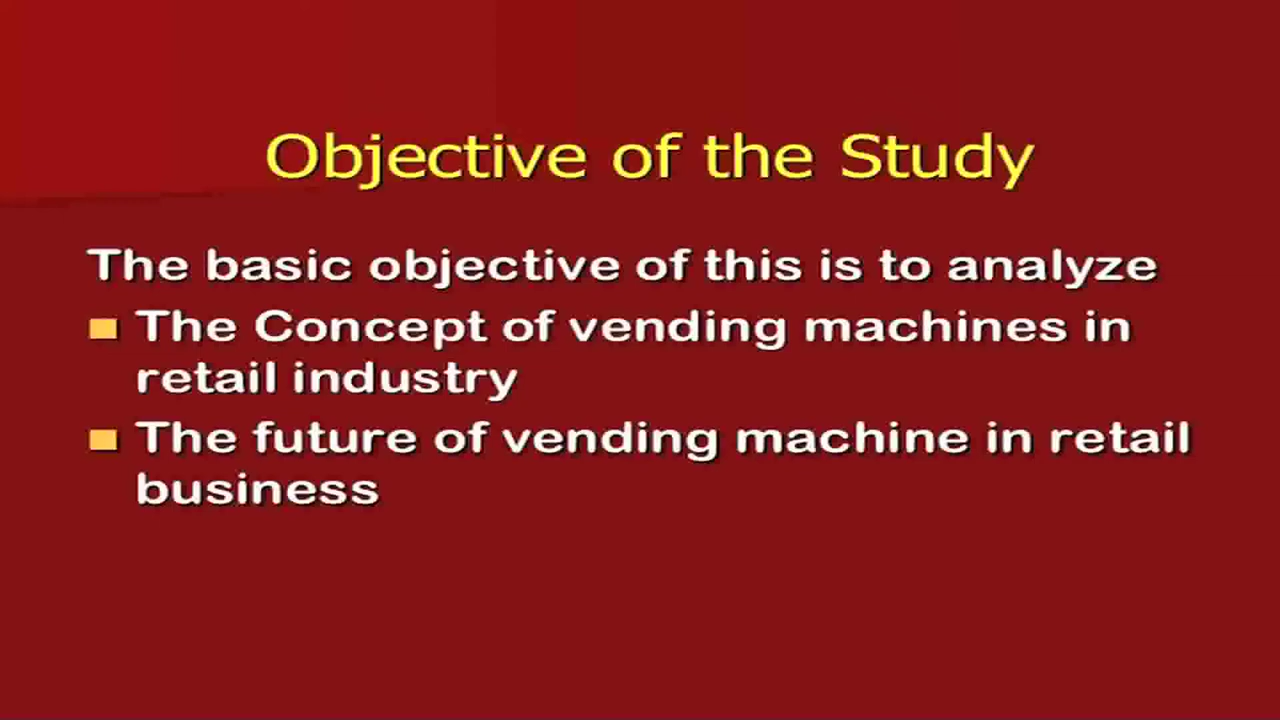 Objective of the Study
The basic objective of this is to analyze
The Concept of vending machines in
retail industry
The future of vending machine in retail
business